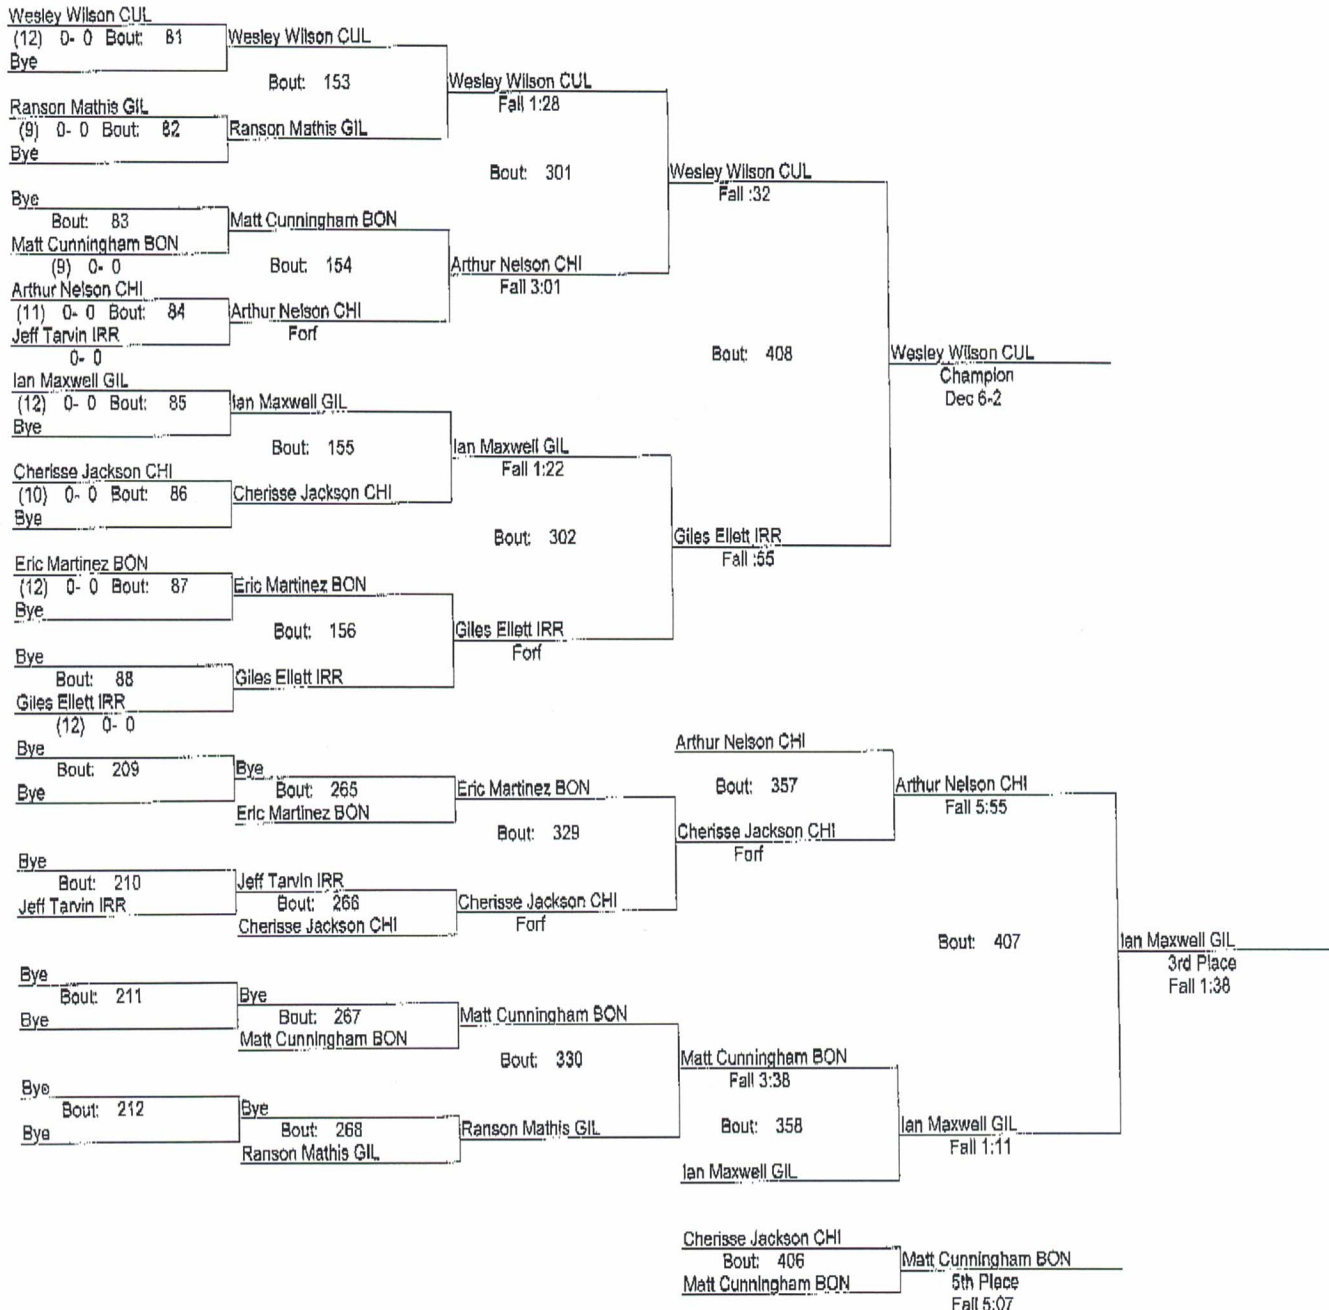 Wesley Wilson CUL
(12) 0- 0 Bout: 81
Wesley Wilson CUL
Bye
Bout: 153
Wesley Wilson CUL
Fall 1:28
Ranson Mathis GIL
(9) 0- 0 Bout: 82
Ranson Mathis GIL
Bye
Bout: 301
Wesley Wilson CUL
Fall :32
Bye
Bout: 83
Matt Cunningham BON
Matt Cunningham BON
(9) 0- 0
Bout: 154
Arthur Nelson CHI
Fall 3:01
Arthur Nelson CHI
(11) 0- 0 Bout: 84
Arthur Nelson CHI
Forf
Jeff Tarvin IRR
0- 0
Bout: 408
Wesley Wilson CUL
Champion
Dec 6-2
Ian Maxwell GIL
(12) 0- 0 Bout: 85
Ian Maxwell GIL
Bye
Bout: 155
Ian Maxwell GIL
Fall 1:22
Cherisse Jackson CHI
(10) 0- 0 Bout: 86
Cherisse Jackson CHI
Bye
Bout: 302
Giles Ellett IRR
Fall :55
Eric Martinez BON
(12) 0- 0 Bout: 87
Eric Martinez BON
Bye
Bout: 156
Giles Ellett IRR
Forf
Bye
Bout: 88
Giles Ellett IRR
Giles Ellett IRR
(12) 0- 0
Bye
Bout: 209
Bye
Bye
Bout: 265
Eric Martinez BON
Eric Martinez BON
Bout: 329
Arthur Nelson CHI
Bout: 357
Arthur Nelson CHI
Fall 5:55
Cherisse Jackson CHI
Forf
Bye
Bout: 210
Jeff Tarvin IRR
Jeff Tarvin IRR
Bout: 266
Cherisse Jackson CHI
Cherisse Jackson CHI
Forf
Bout: 407
Ian Maxwell GIL
3rd Place
Fall 1:38
Bye
Bout: 211
Bye
Bye
Bout: 267
Matt Cunningham BON
Matt Cunningham BON
Bout: 330
Matt Cunningham BON
Fall 3:38
Bye
Bout: 212
Bye
Bye
Bout: 268
Ranson Mathis GIL
Ranson Mathis GIL
Bout: 358
Ian Maxwell GIL
Fall 1:11
Ian Maxwell GIL
Cherisse Jackson CHI
Bout: 406
Matt Cunningham BON
Matt Cunningham BON
5th Place
Fall 5:07